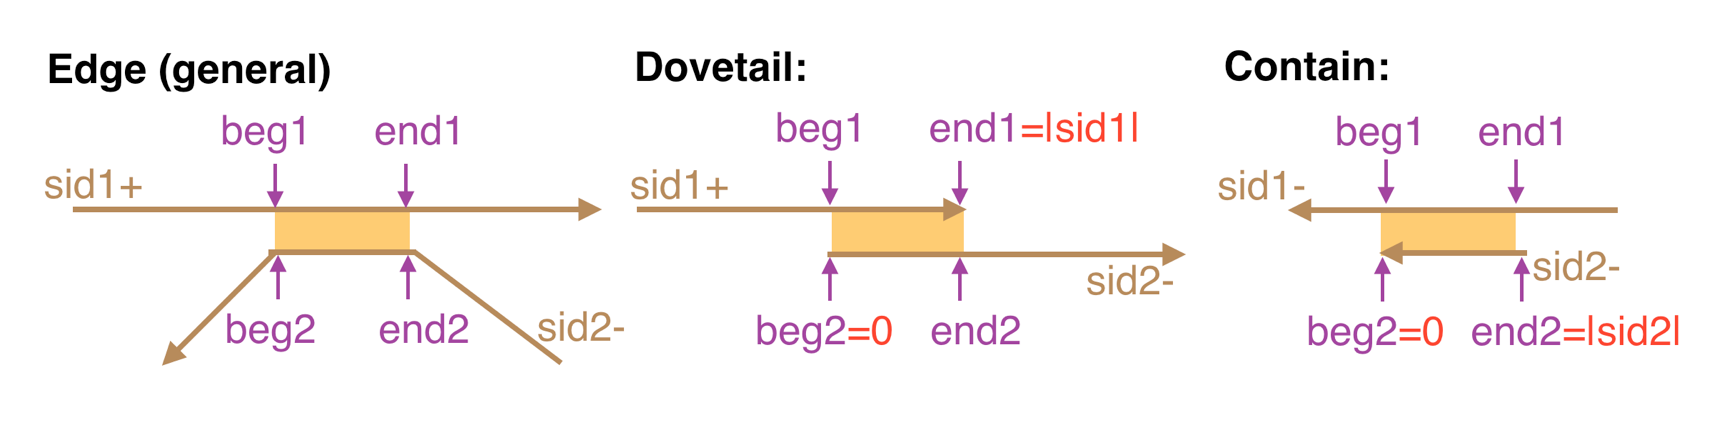 Edge (general)
beg1 end1
sid1+
beg2 end2
sid2-
Dovetail:
beg1 end1=|sid1|
sid1+
sid2-
beg2=0 end2
Contain:
beg1 end1
sid1-
sid2-
beg2=0 end2=|sid2|